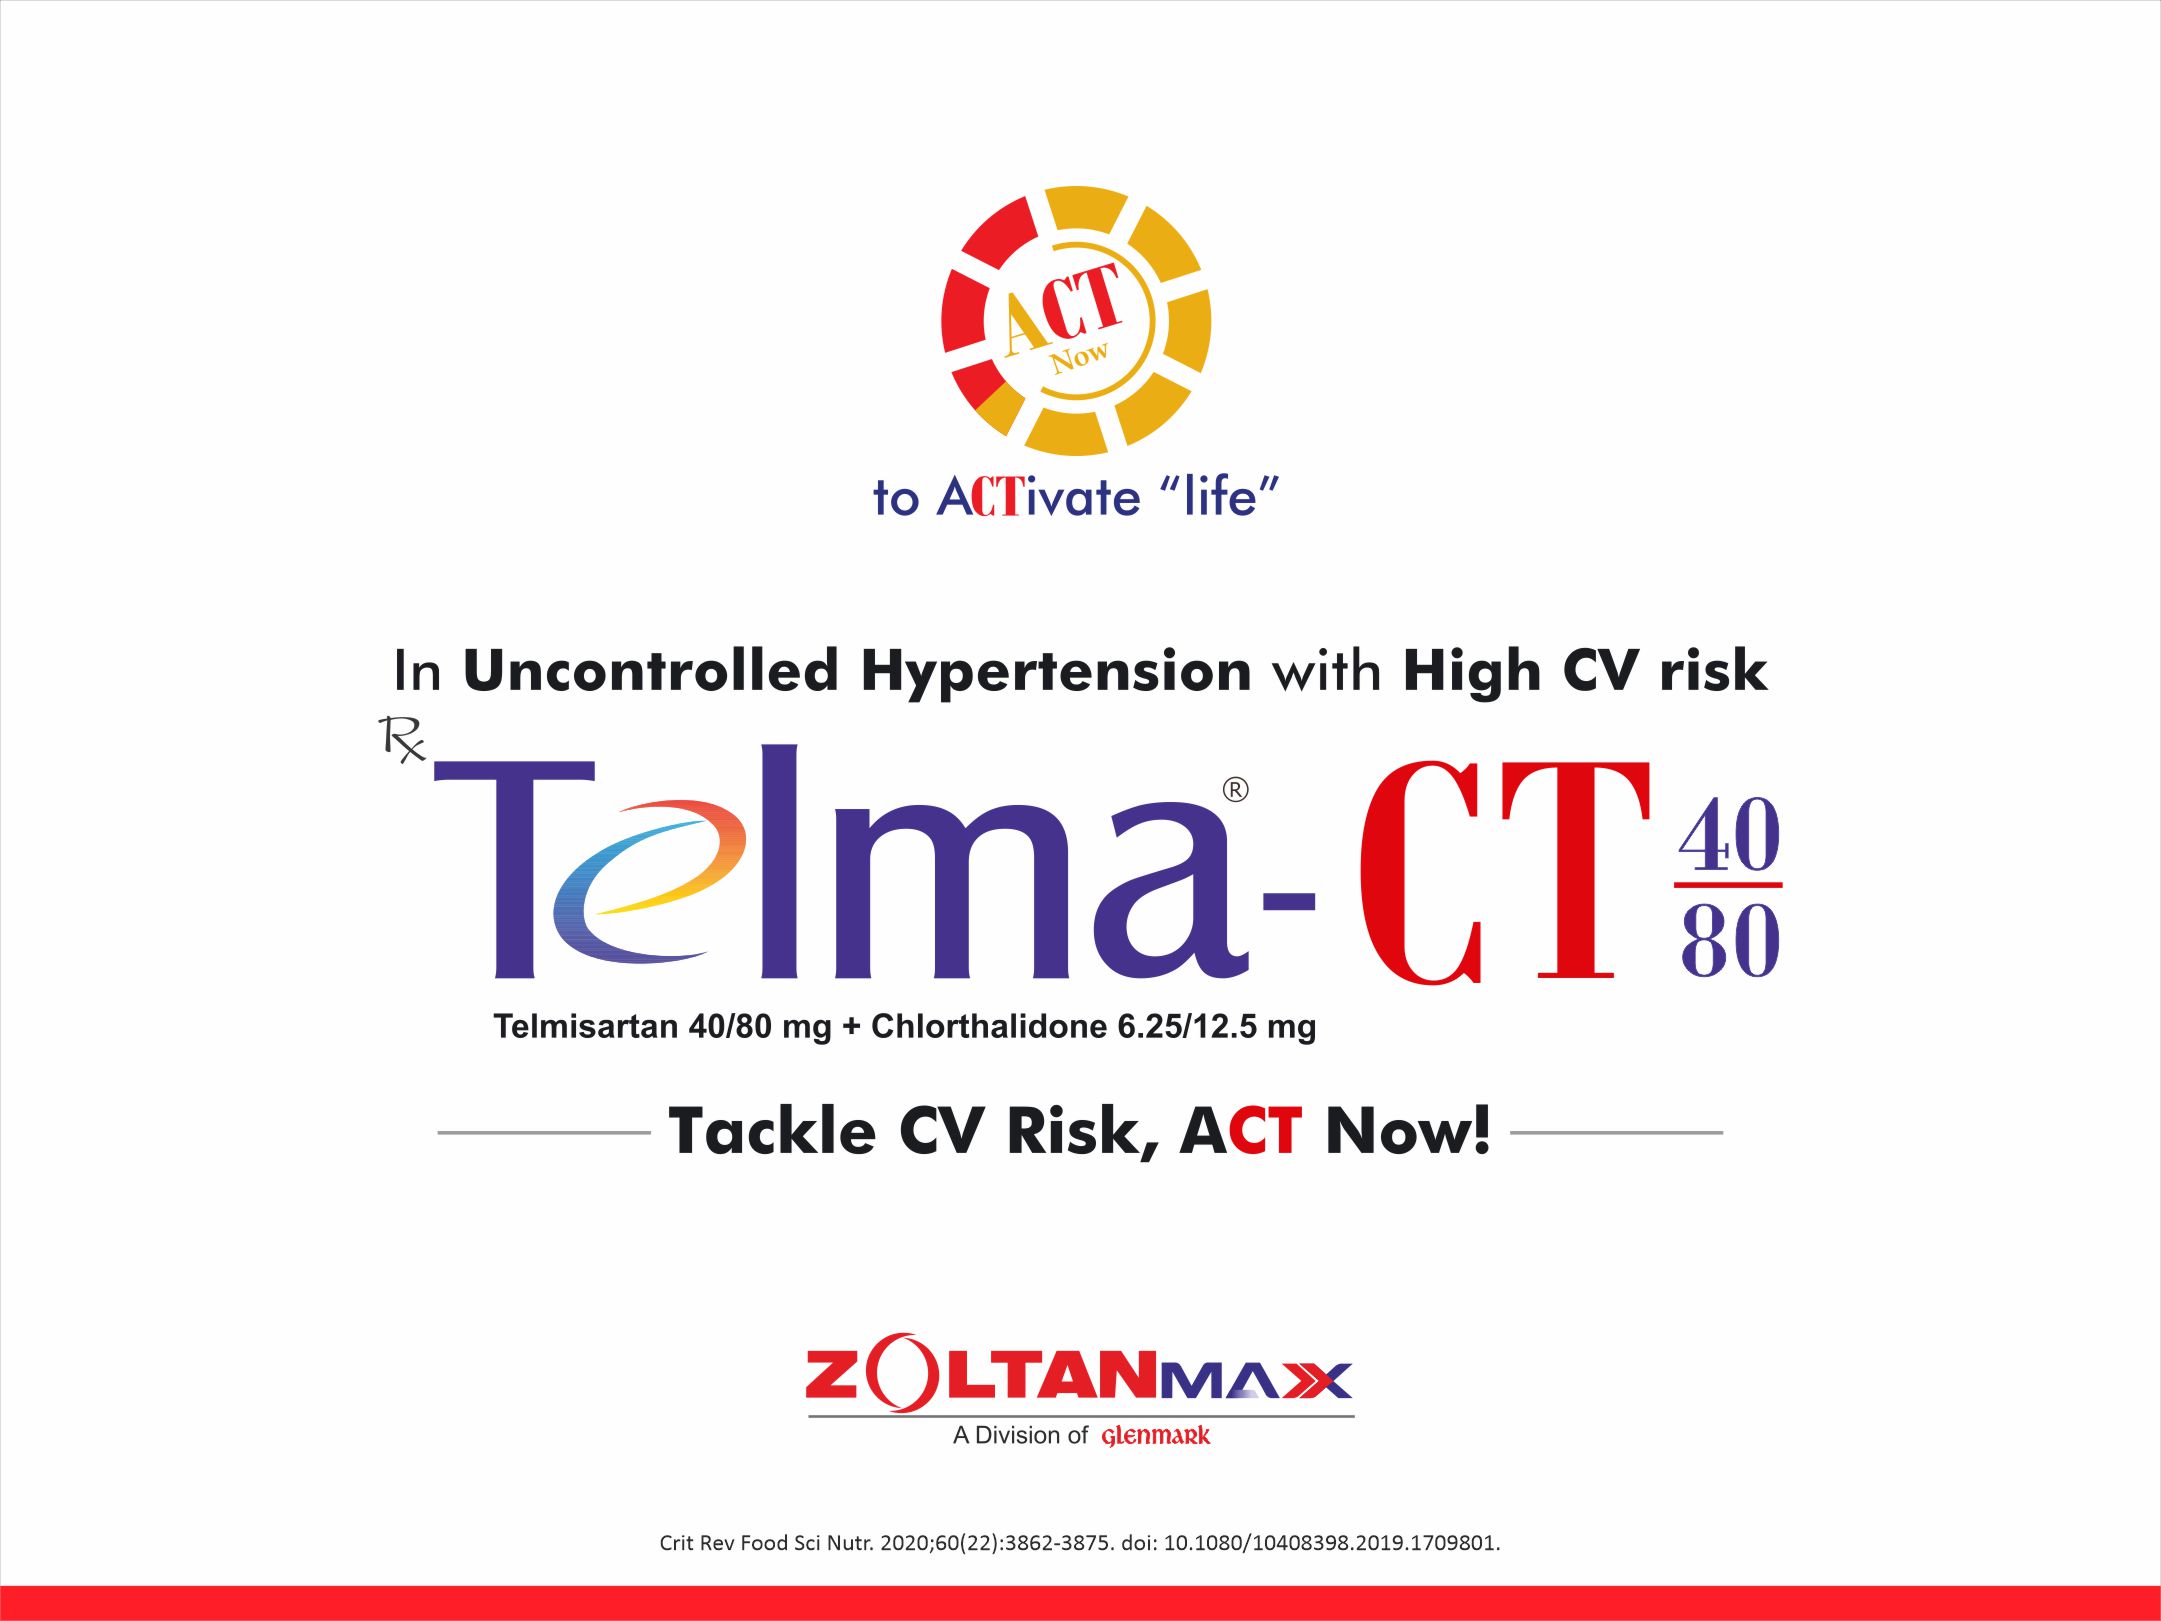 ACT
Now
to ACTivate “life”
In Uncontrolled Hypertension with High CV risk
Rx
Telma®-CT 40/80
Telmisartan 40/80 mg + Chlorthalidone 6.25/12.5 mg
Tackle CV Risk, ACT Now!
ZOLTANMAXX
A Division of glenmark
Crit Rev Food Sci Nutr. 2020;60(22):3862-3875. doi: 10.1080/10408398.2019.1709801.